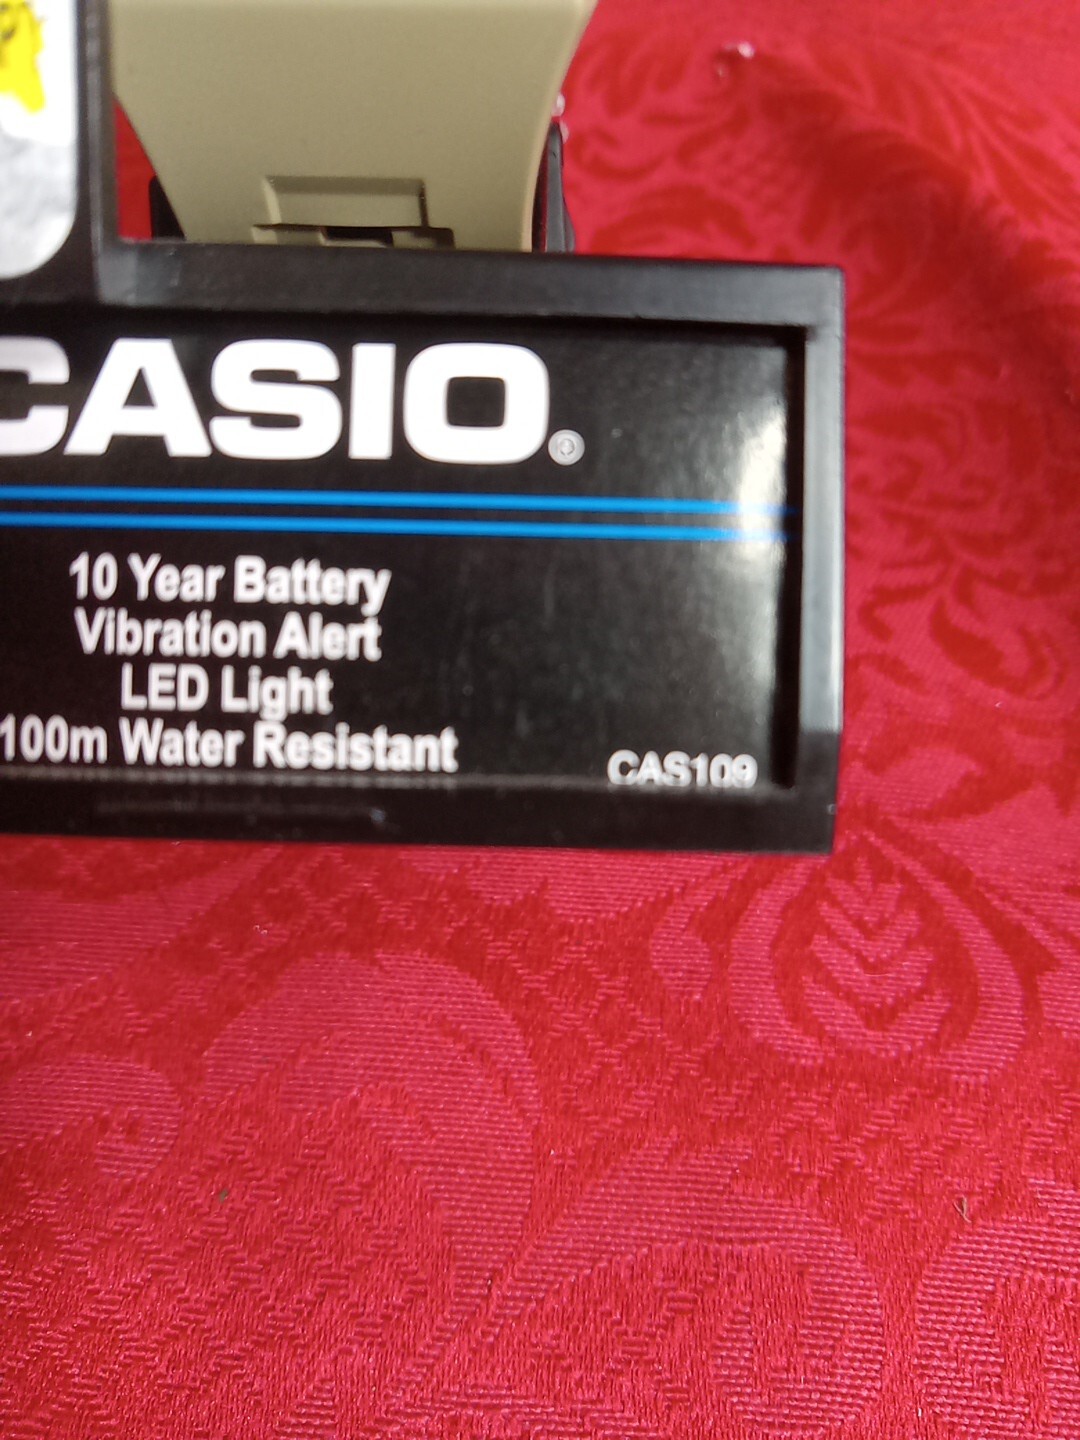 CASIO®
10 Year Battery
Vibration Alert
LED Light
100m Water Resistant
CAS109